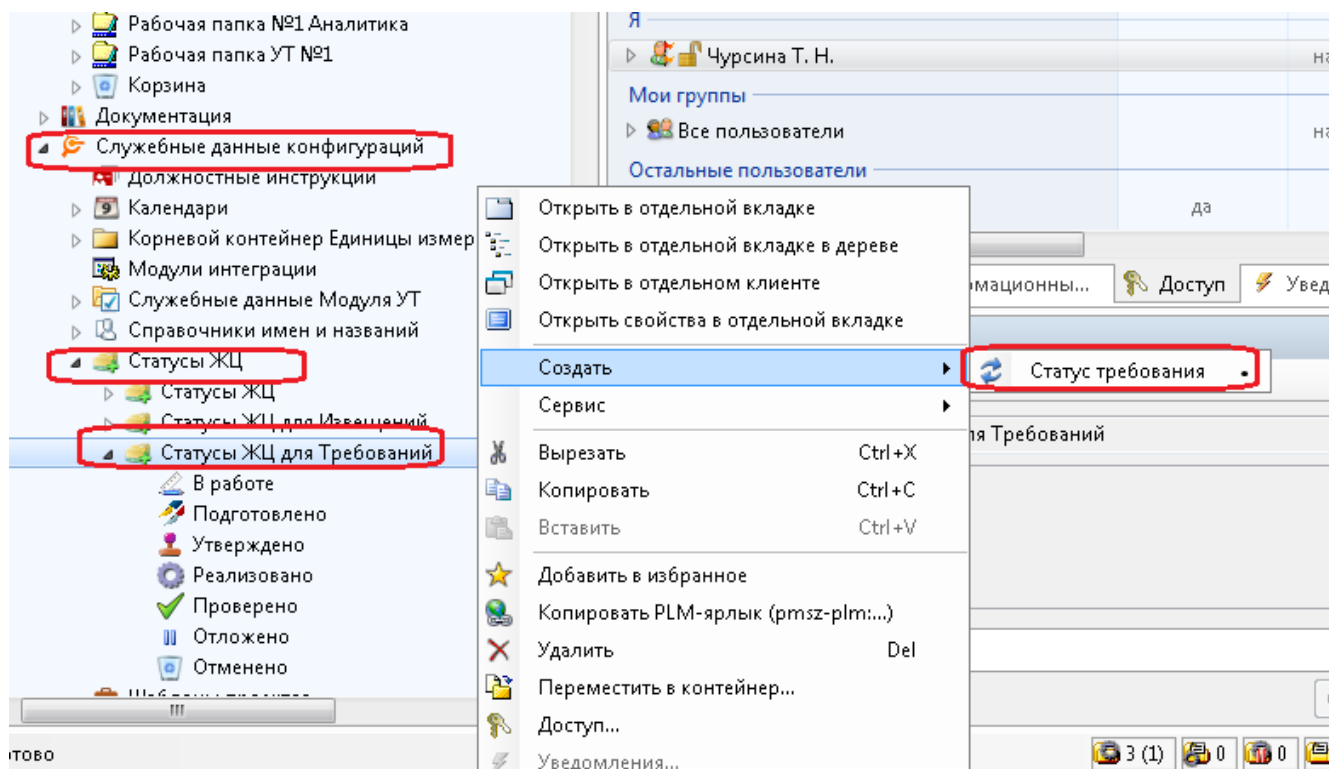 Рабочая папка №1 Аналитика
Рабочая папка УТ №1
Корзина
Документация
Служебные данные конфигураций
Должностные инструкции
Календари
Корневой контейнер Единицы измер
Модули интеграции
Служебные данные Модуля УТ
Справочники имен и названий
Статусы ЖЦ
Статусы ЖЦ
Статусы ЖЦ для Извещений
Статусы ЖЦ для Требований
В работе
Подготовлено
Утверждено
Реализовано
Проверено
Отложено
Отменено
Шаблоны проектов
отово
Я
Чурсина Т. Н.
на
Мои группы
Все пользователи
на
Остальные пользователи
да
мационны...
Доступ
Увед
Открыть в отдельной вкладке
Открыть в отдельной вкладке в дереве
Открыть в отдельном клиенте
Открыть свойства в отдельной вкладке
Создать
Статус требования
Сервис
Вырезать Ctrl+X
Копировать Ctrl+C
Вставить Ctrl+V
Добавить в избранное
Копировать PLM-ярлык (pmsz-plm:...)
Удалить Del
Переместить в контейнер...
Доступ...
Уведомления...
ля Требований
3 (1) 0 0